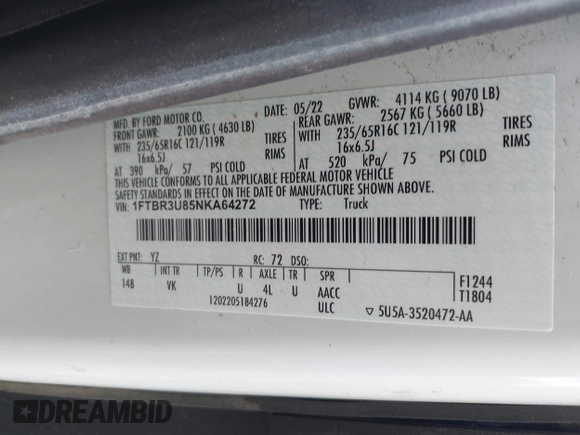 MFD. BY FORD MOTOR CO.
DATE: 05/22 GVWR: 4114 KG ( 9070 LB)
FRONT GAWR: 2100 KG ( 4630 LB) REAR GAWR: 2567 KG ( 5660 LB)
WITH 235/65R16C 121/119R TIRES WITH 235/65R16C 121/119R TIRES
16x6.5J RIMS 16x6.5J RIMS
AT 390 kPa/ 57 PSI COLD AT 520 kPa/ 75 PSI COLD
THIS VEHICLE CONFORMS TO ALL APPLICABLE FEDERAL MOTOR VEHICLE
SAFETY STANDARDS IN EFFECT ON THE DATE OF MANUFACTURE SHOWN ABOVE.
VIN: 1FTBR3U85NKA64272 TYPE: Truck
EXT PNT: YZ RC: 72 DSO:
WB INT TR TP/PS R AXLE TR SPR F1244
148 VK U 4L U AACC T1804
1202205184276 ULC ▽ 5U5A-3520472-AA
DREAMBID